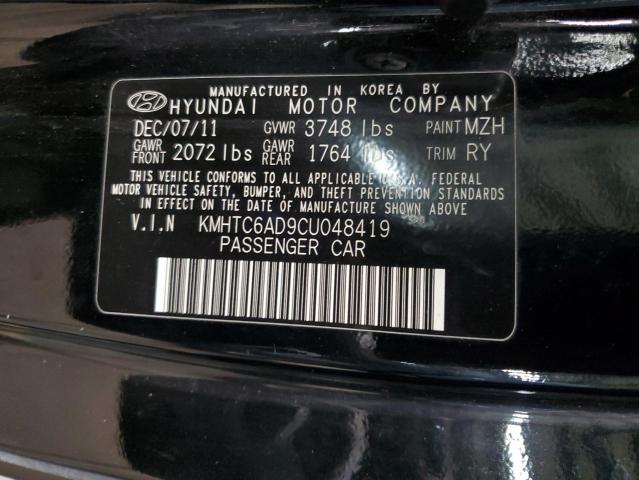 MANUFACTURED IN KOREA BY
HYUNDAI MOTOR COMPANY
DEC/07/11 GVWR 3748 lbs PAINT MZH
GAWR FRONT 2072 lbs GAWR REAR 1764 lbs TRIM RY
THIS VEHICLE CONFORMS TO ALL APPLICABLE U.S.A. FEDERAL
MOTOR VEHICLE SAFETY, BUMPER, AND THEFT PREVENTION STANDARDS
IN EFFECT ON THE DATE OF MANUFACTURE SHOWN ABOVE
V.I.N KMHTC6AD9CU048419
PASSENGER CAR